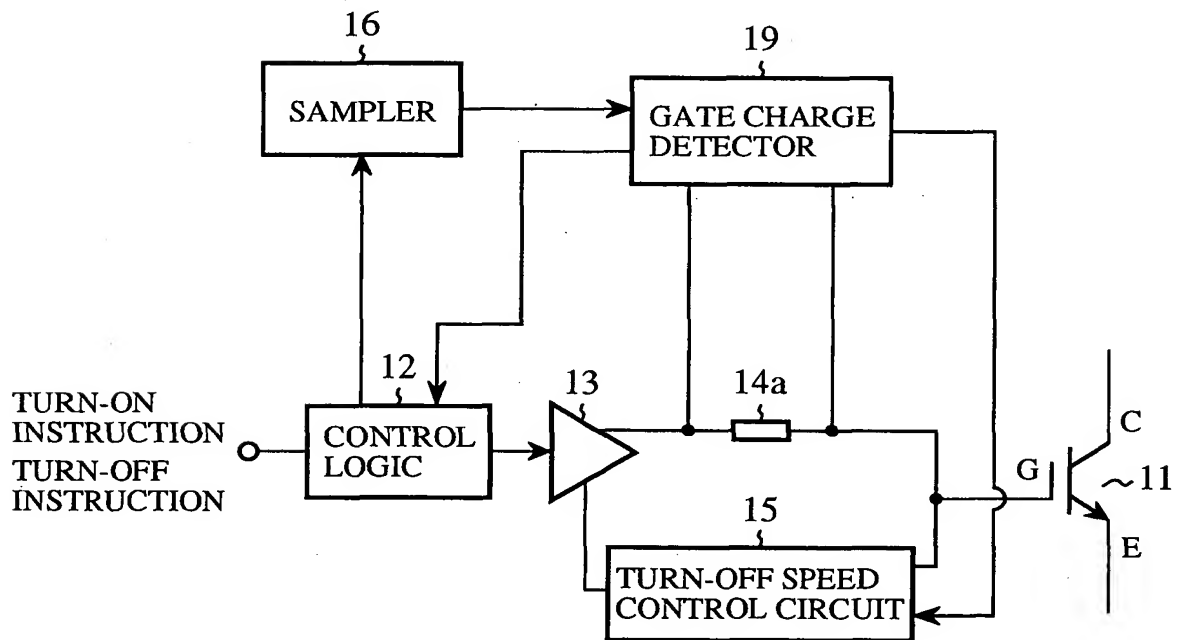 16
SAMPLER
19
GATE CHARGE
DETECTOR
12
CONTROL
LOGIC
13
14a
TURN-ON
INSTRUCTION
TURN-OFF
INSTRUCTION
C
G
11
E
15
TURN-OFF SPEED
CONTROL CIRCUIT